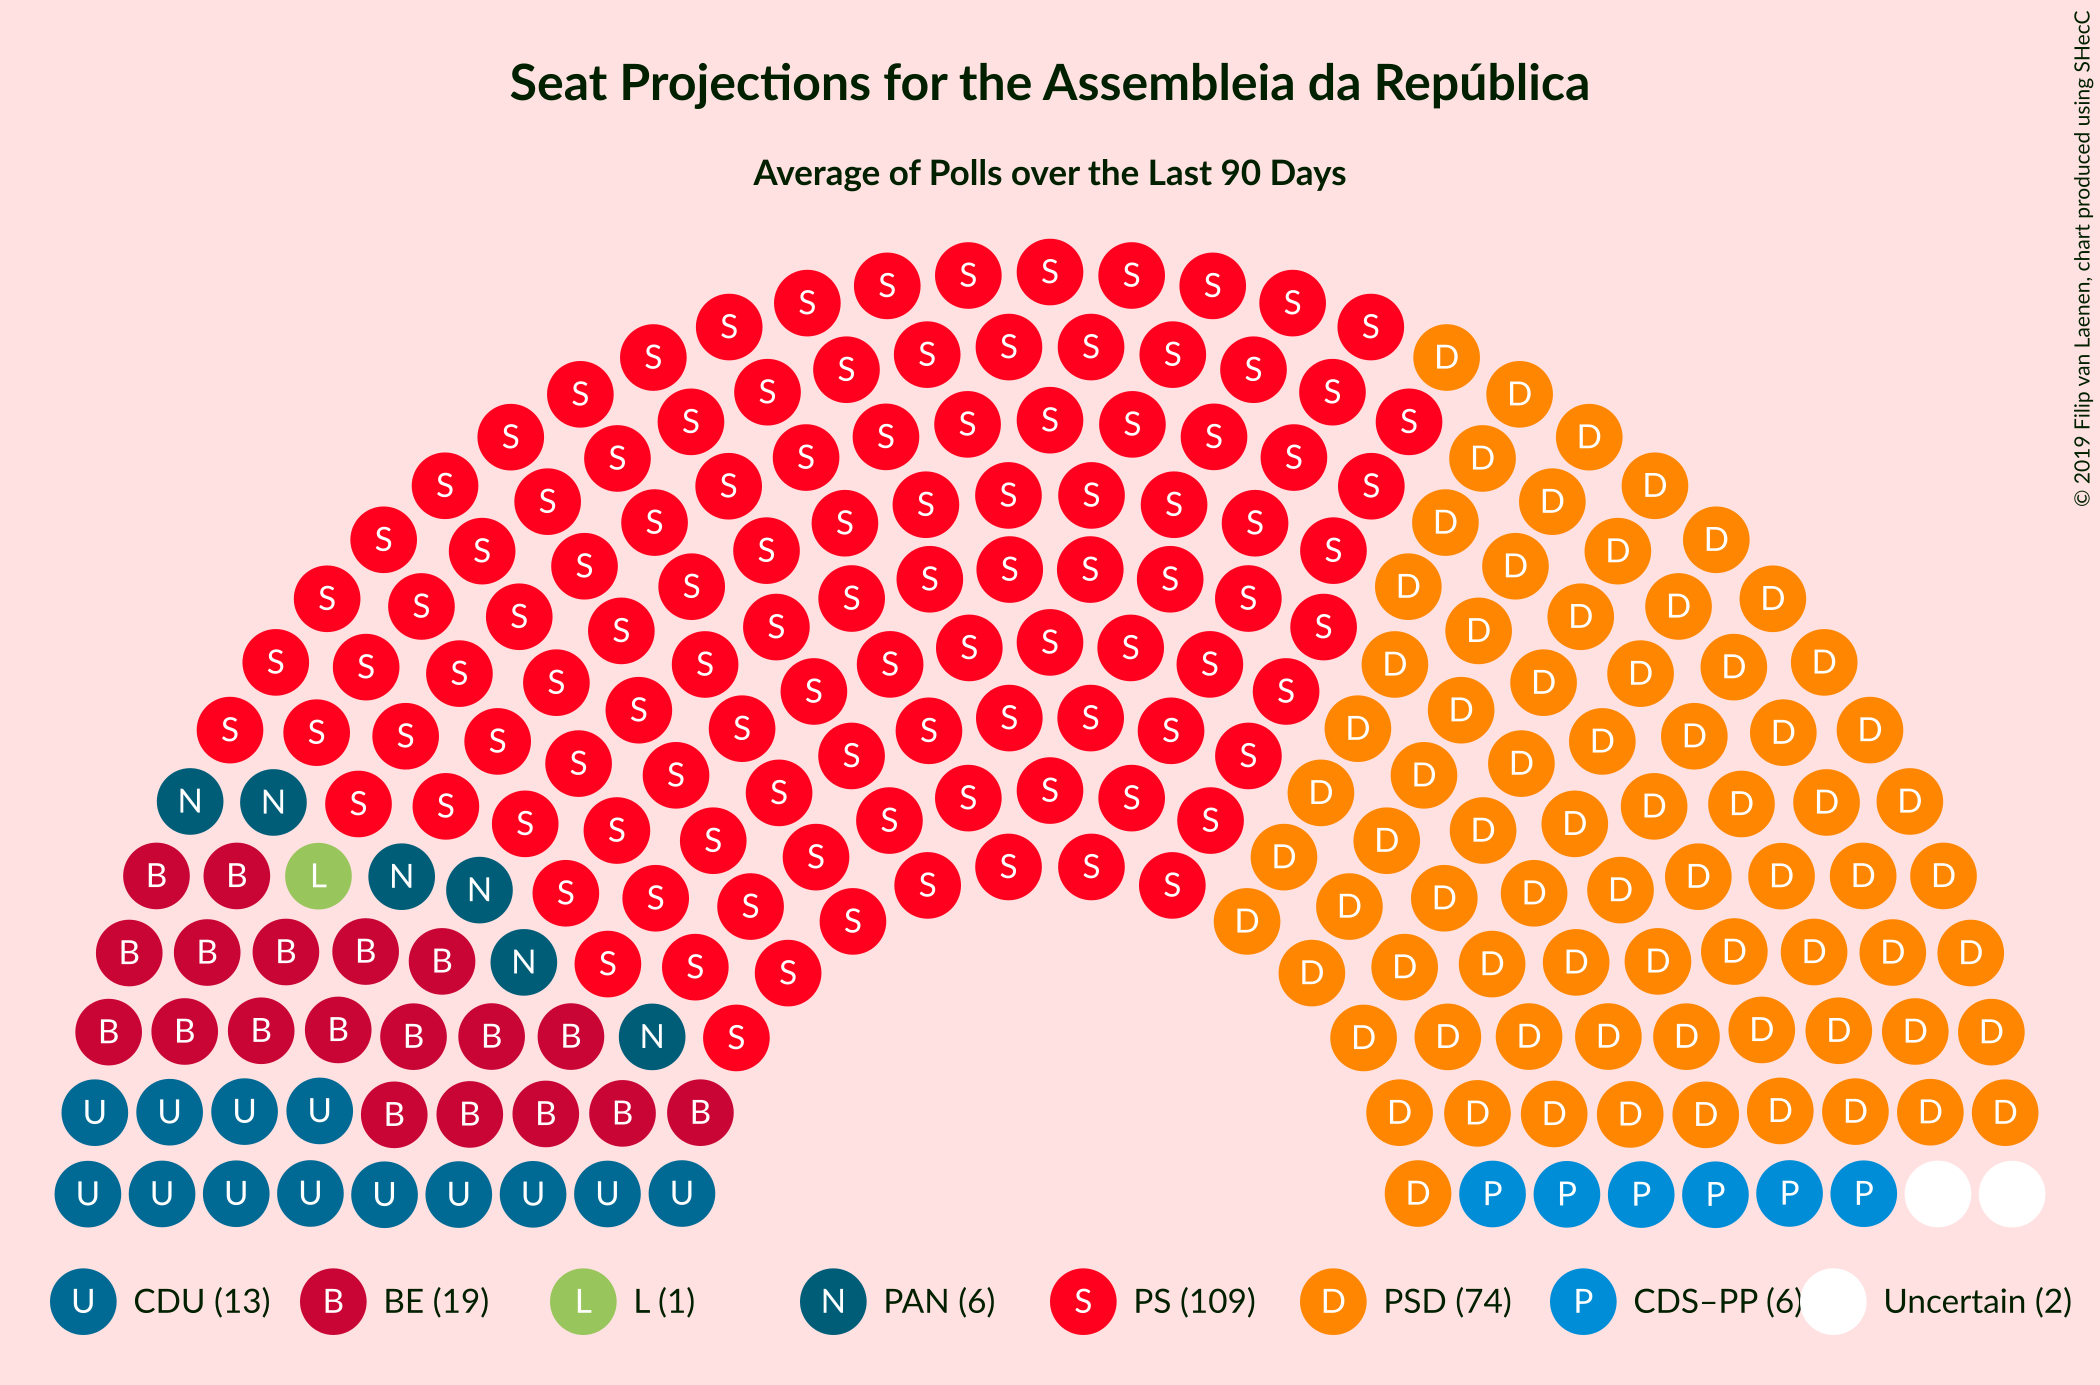 Seat Projections for the Assembleia da República
Average of Polls over the Last 90 Days
© 2019 Filip van Laenen, chart produced using SHecC
S S S S S S S S S S S S S S S S S S S S S S S S S S S S S S S S S S S S S S S S S S S S S S S S S S S S S S S S S S S S S S S S S S S S S S S S S S S S S S S S S S S S S S S S S S S S S S S S S S S S S S S S S S S S S
D D D D D D D D D D D D D D D D D D D D D D D D D D D D D D D D D D D D D D D D D D D D D D D D D D D D D D D D D D D D D D D D D D D D D D D D D D
N N N N N N
L
B B B B B B B B B B B B B B B B B B B
U U U U U U U U U U U U U
P P P P P P
U CDU (13) B BE (19) L L (1) N PAN (6) S PS (109) D PSD (74) P CDS–PP (6) Uncertain (2)